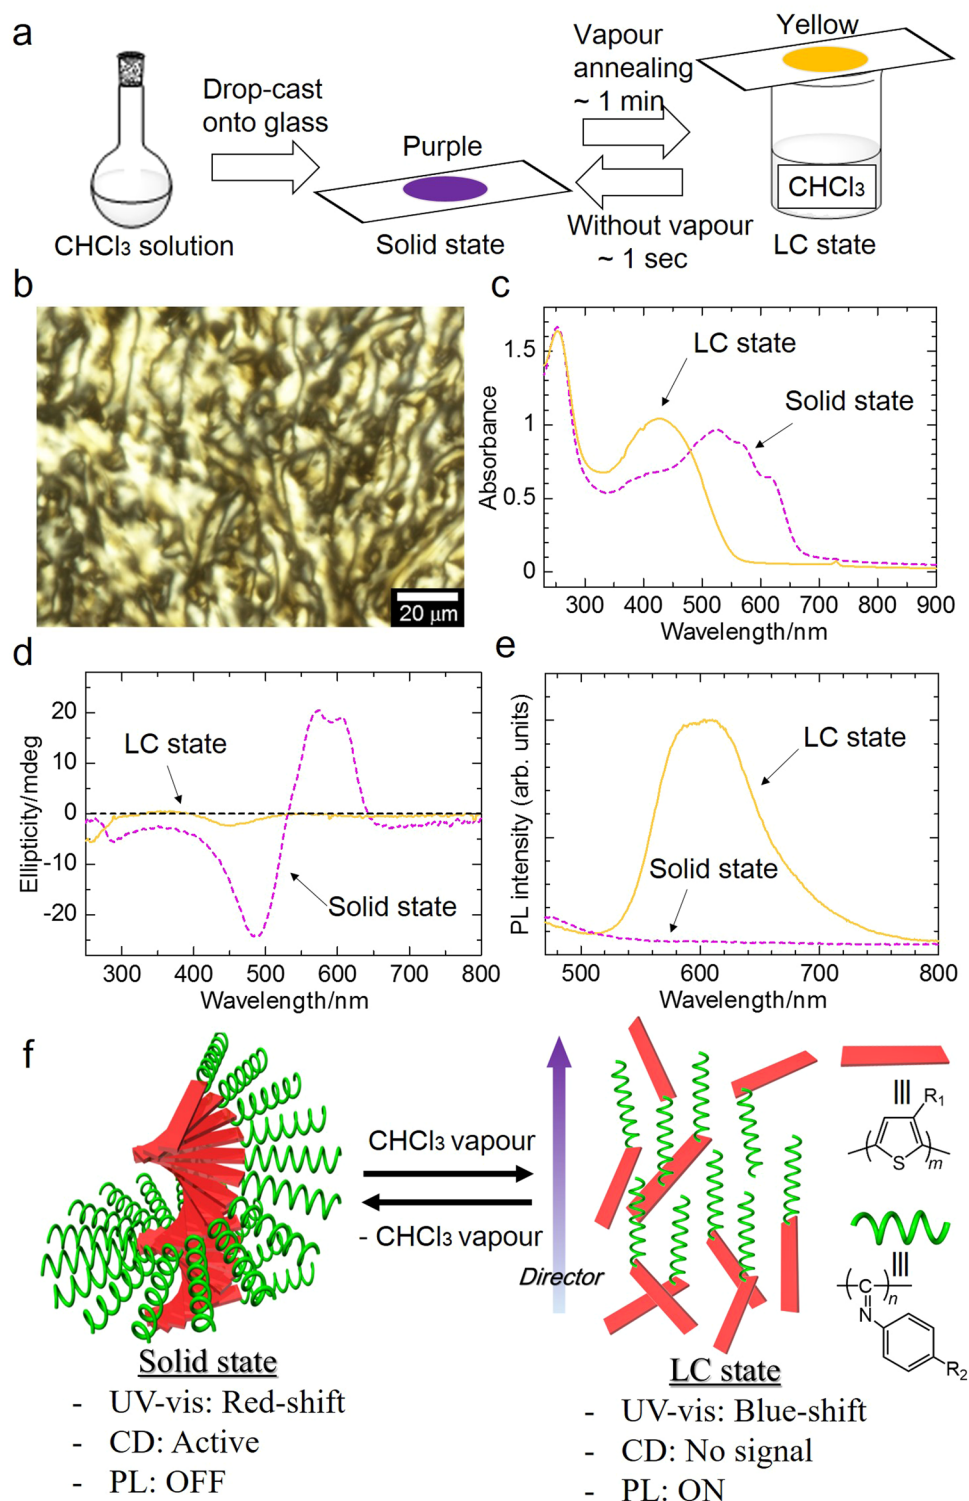 a
Drop-cast
onto glass
CHCl3 solution
Purple
Solid state
Vapour
annealing
~ 1 min
Without vapour
~ 1 sec
Yellow
CHCl3
LC state
b
20 µm
c
Absorbance
1.5
1
0.5
0
LC state
Solid state
300 400 500 600 700 800 900
Wavelength/nm
d
Ellipticity/mdeg
20
10
0
-10
-20
LC state
Solid state
300 400 500 600 700 800
Wavelength/nm
e
PL intensity (arb. units)
LC state
Solid state
500 600 700 800
Wavelength/nm
f
CHCl3 vapour
- CHCl3 vapour
Director
R1
S
m
n
C
N
R2
Solid state
- UV-vis: Red-shift
- CD: Active
- PL: OFF
LC state
- UV-vis: Blue-shift
- CD: No signal
- PL: ON